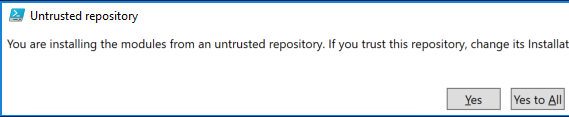 Untrusted repository
You are installing the modules from an untrusted repository. If you trust this repository, change its Installat
Yes
Yes to All